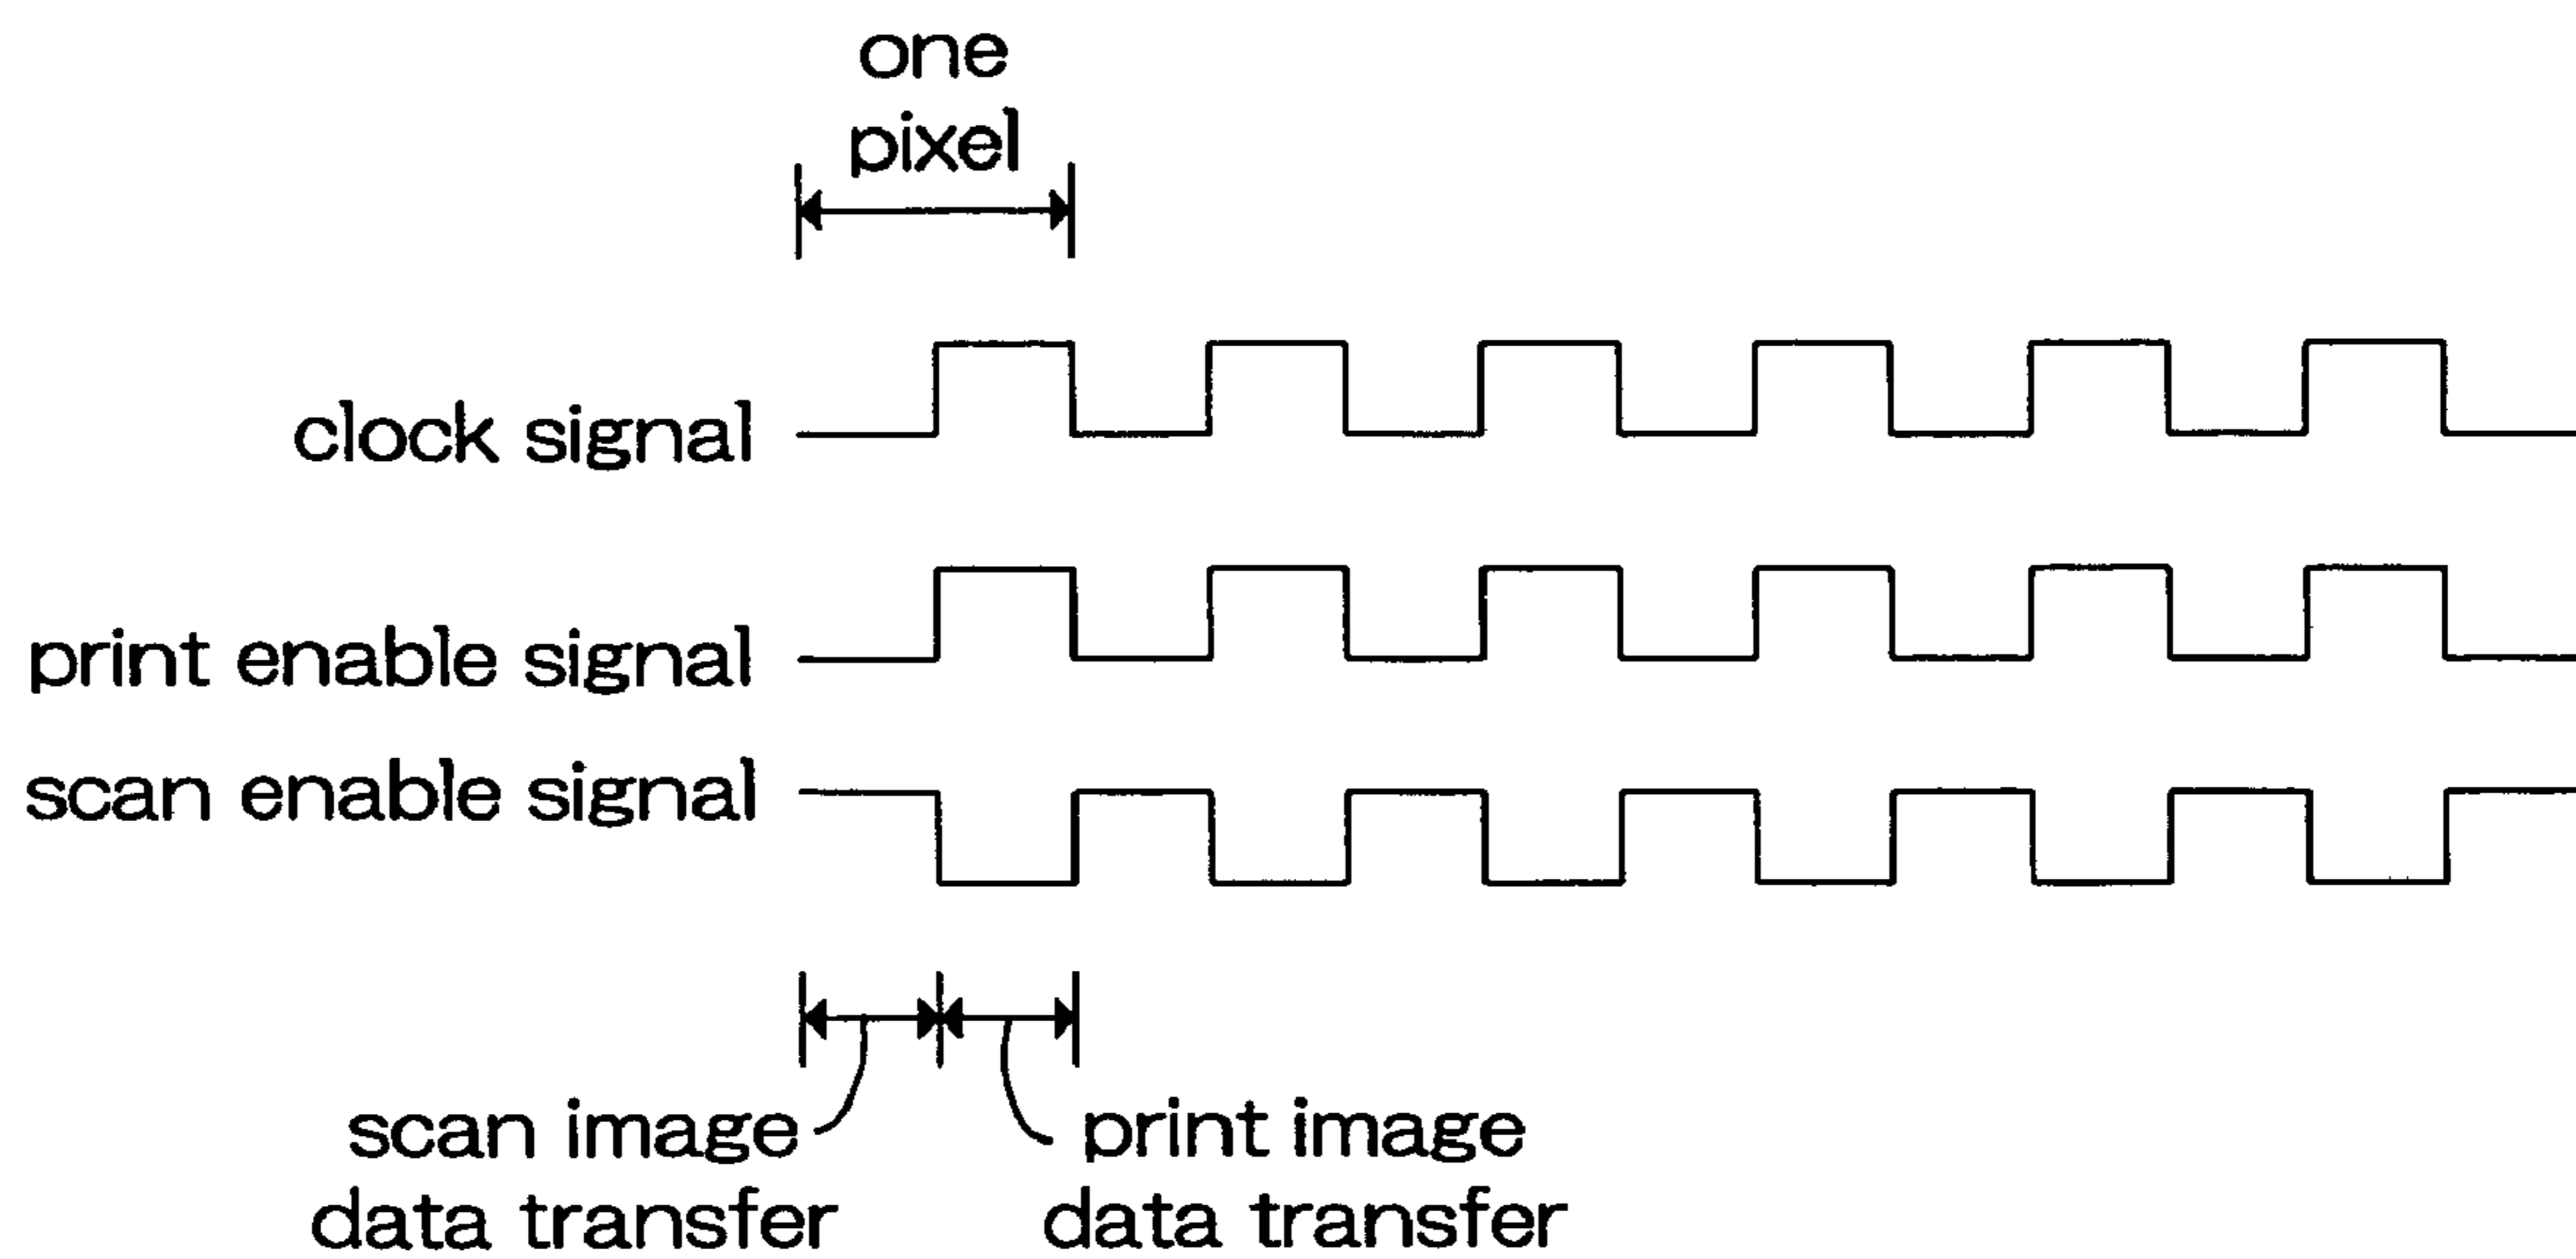 one
pixel
clock signal
print enable signal
scan enable signal
scan image
data transfer
print image
data transfer